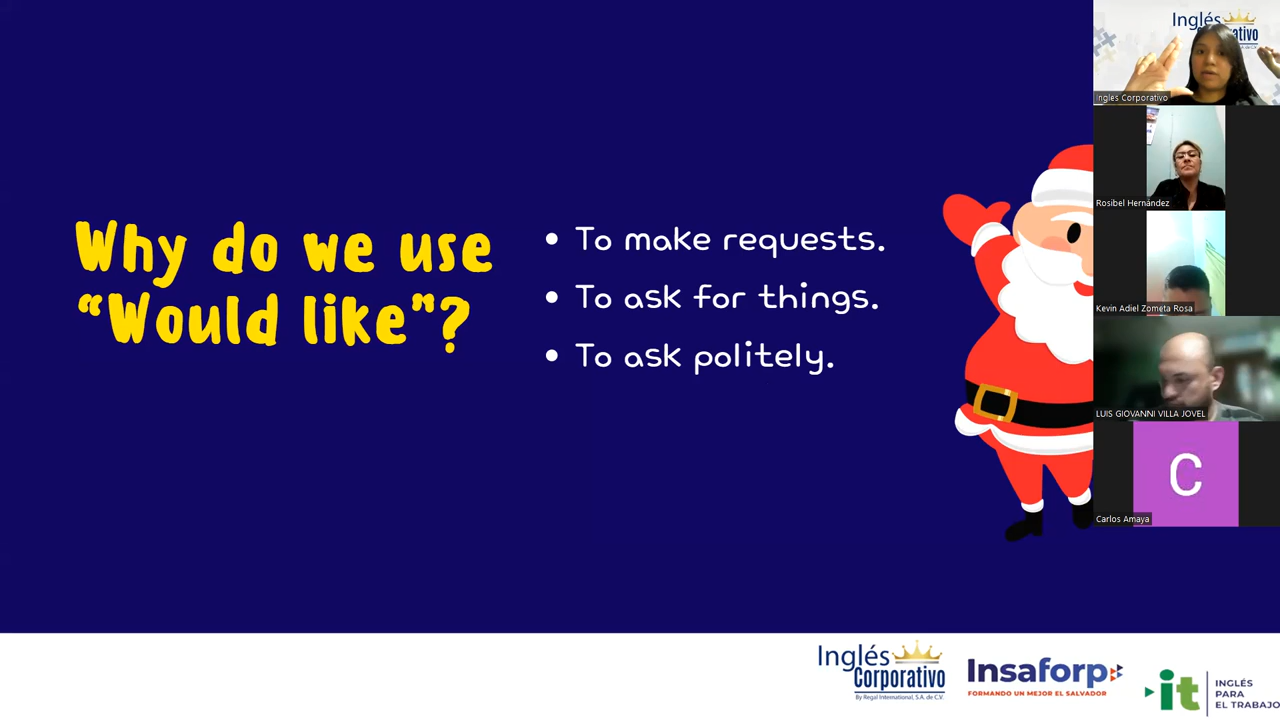 Why do we use
“Would like”?
• To make requests.
• To ask for things.
• To ask politely.
Inglés
Ingles Corporativo
Rosibel Hernández
Kevin Adiel Zometa Rosa
LUIS GIOVANNI VILLA JOVEL
C
Carlos Amaya
Inglés
Corporativo
By Regal International, S.A. de C.V.
Insaforp
FORMANDO UN MEJOR EL SALVADOR
it
INGLÉS
PARA
EL TRABAJO